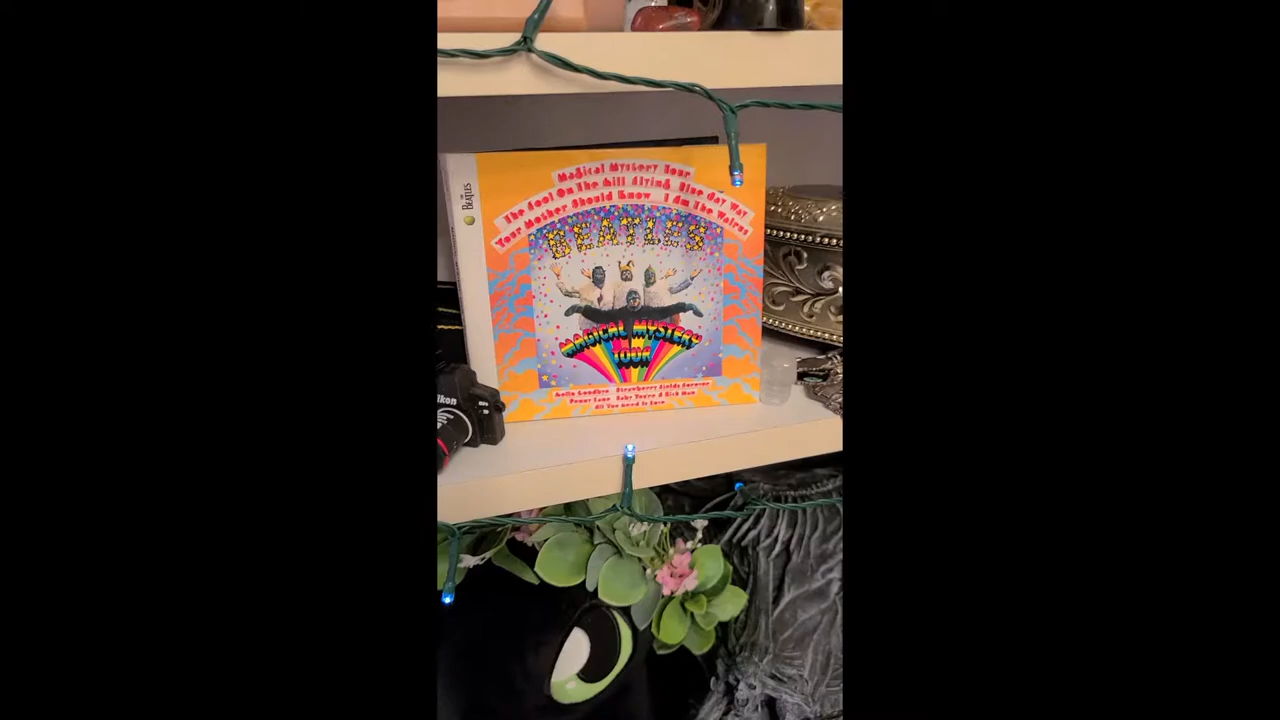 THE BEATLES
Magical Mystery Tour
The Fool On The Hill Flying Blue Jay Way
Your Mother Should Know I Am The Walrus
BEATLES
MAGICAL MYSTERY
TOUR
Hello Goodbye Strawberry Fields Forever
Penny Lane Baby You're A Rich Man
All You Need Is Love
Nikon